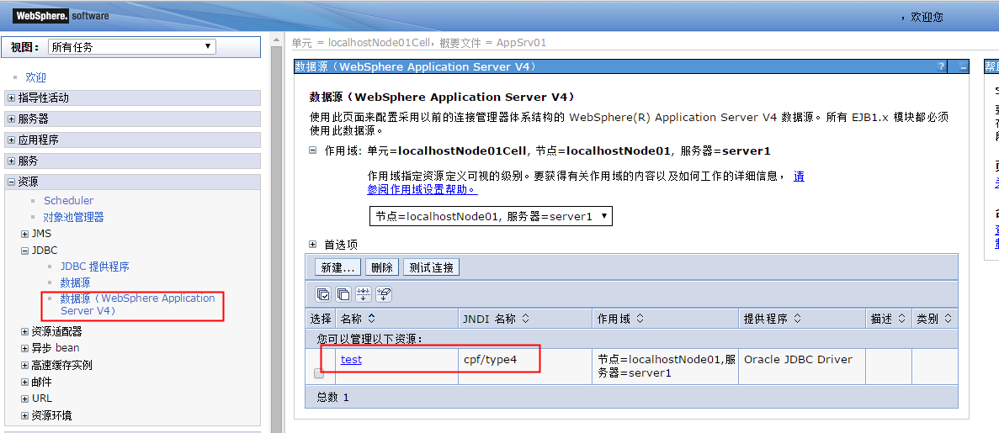 WebSphere. software
，欢迎您
视图： 所有任务
欢迎
指导性活动
服务器
应用程序
服务
资源
Scheduler
对象池管理器
JMS
JDBC
JDBC 提供程序
数据源
数据源（WebSphere Application
Server V4）
资源适配器
异步 bean
高速缓存实例
邮件
URL
资源环境
单元 = localhostNode01Cell，概要文件 = AppSrv01
数据源（WebSphere Application Server V4）
?
数据源（WebSphere Application Server V4）
使用此页面来配置采用以前的连接管理器体系结构的 WebSphere(R) Application Server V4 数据源。所有 EJB1.x 模块都必须
使用此数据源。
作用域: 单元=localhostNode01Cell, 节点=localhostNode01, 服务器=server1
作用域指定资源定义可视的级别。要获得有关作用域的内容以及如何工作的详细信息， 请
参阅作用域设置帮助。
节点=localhostNode01, 服务器=server1
首选项
新建... 删除 测试连接
选择 名称 JNDI 名称 作用域 提供程序 描述 类别
您可以管理以下资源：
test cpf/type4 节点=localhostNode01,服
务器=server1 Oracle JDBC Driver
总数 1